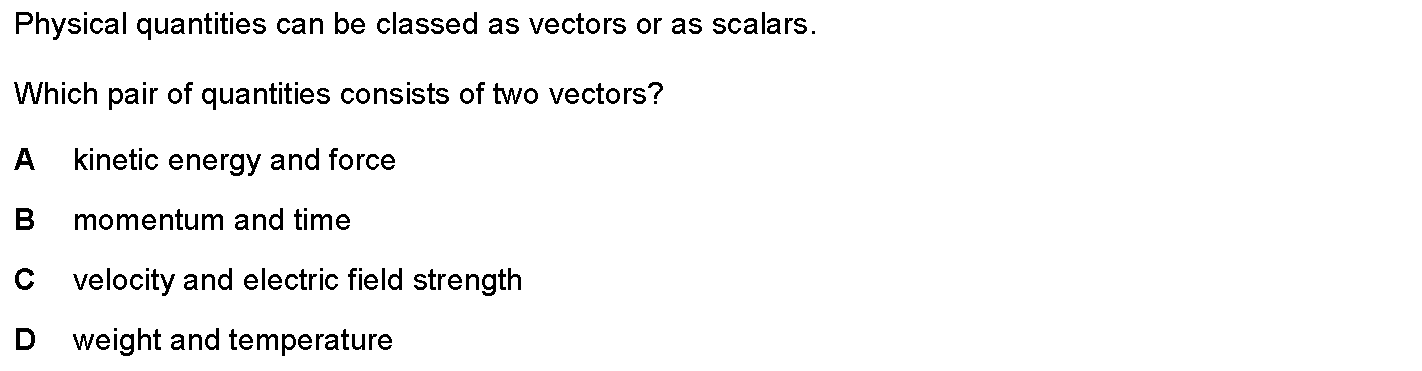 Physical quantities can be classed as vectors or as scalars.
Which pair of quantities consists of two vectors?
A kinetic energy and force
B momentum and time
C velocity and electric field strength
D weight and temperature